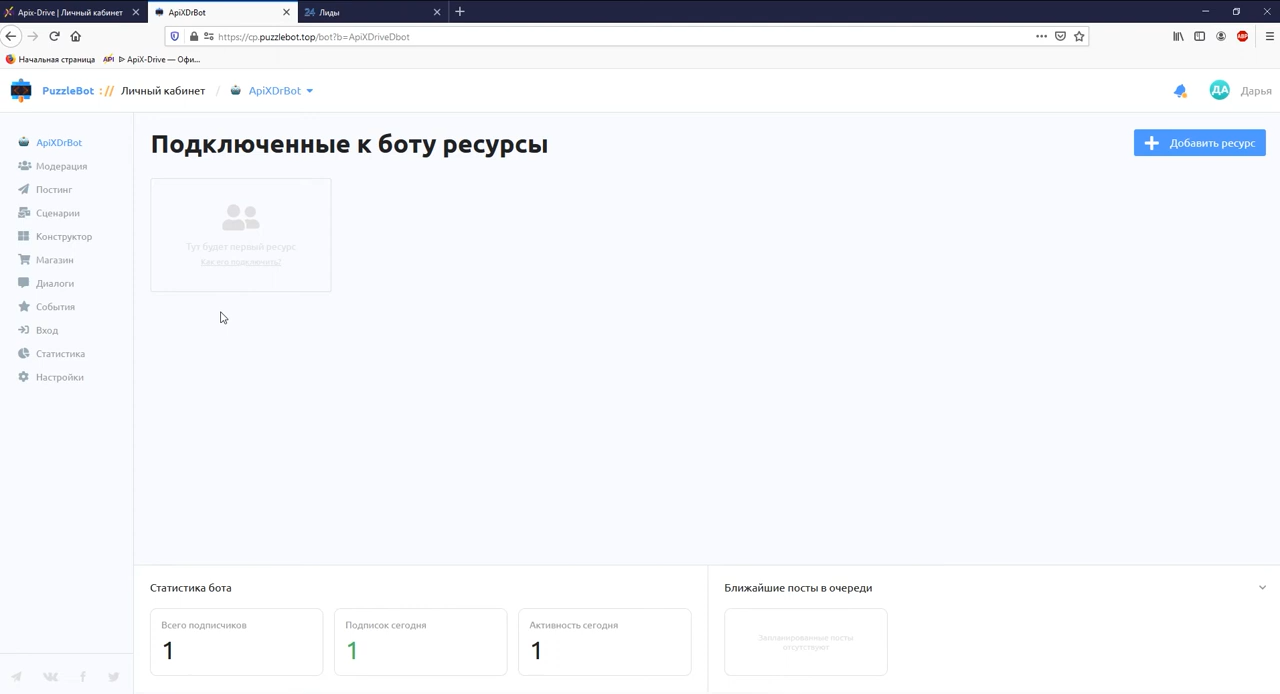 Apix-Drive | Личный кабинет
ApiXDrBot
Лиды
https://cp.puzzlebot.top/bot?b=ApiXDriveDbot
Начальная страница
API ᐅ ApiX-Drive — Офи...
PuzzleBot :// Личный кабинет / ApiXDrBot
ДА Дарья
ApiXDrBot
Модерация
Постинг
Сценарии
Конструктор
Магазин
Диалоги
События
Вход
Статистика
Настройки
Подключенные к боту ресурсы
Добавить ресурс
Тут будет первый ресурс
Как его подключить?
Статистика бота
Всего подписчиков
1
Подписок сегодня
1
Активность сегодня
1
Ближайшие посты в очереди
Запланированные посты
отсутствуют